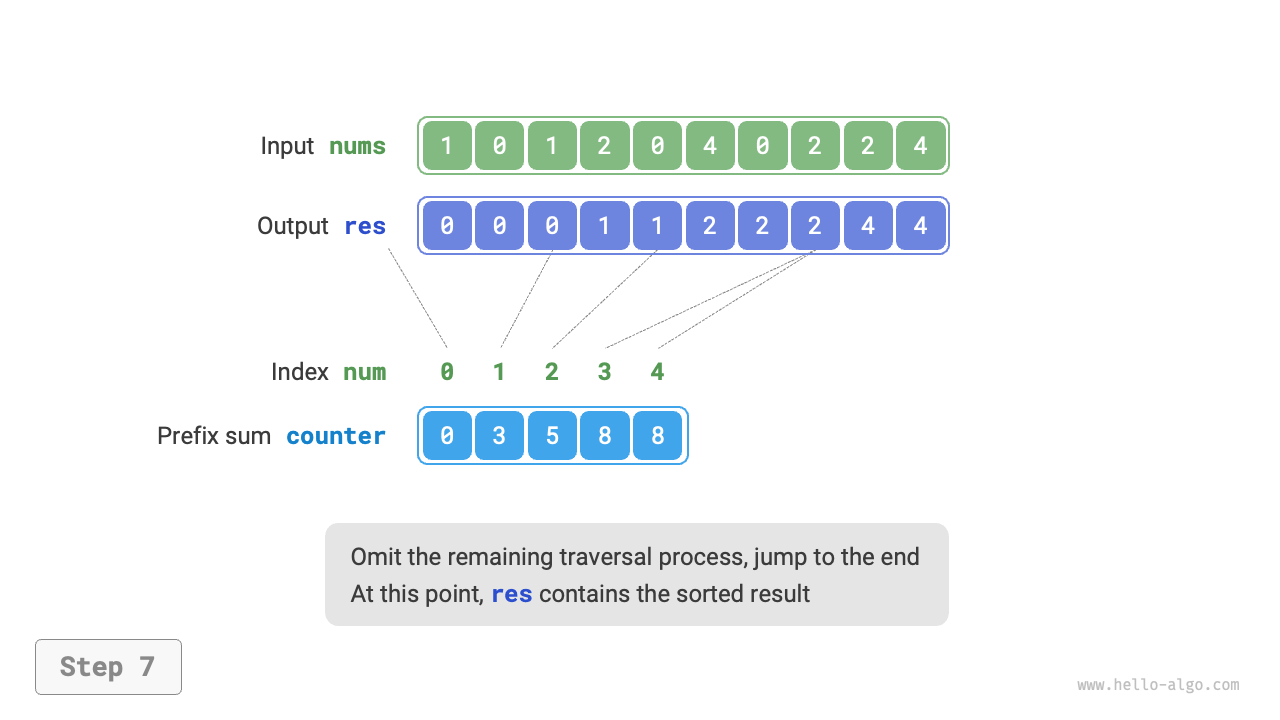 Input nums 1 0 1 2 0 4 0 2 2 4
Output res 0 0 0 1 1 2 2 2 4 4
Index num 0 1 2 3 4
Prefix sum counter 0 3 5 8 8
Omit the remaining traversal process, jump to the end
At this point, res contains the sorted result
Step 7
www.hello-algo.com